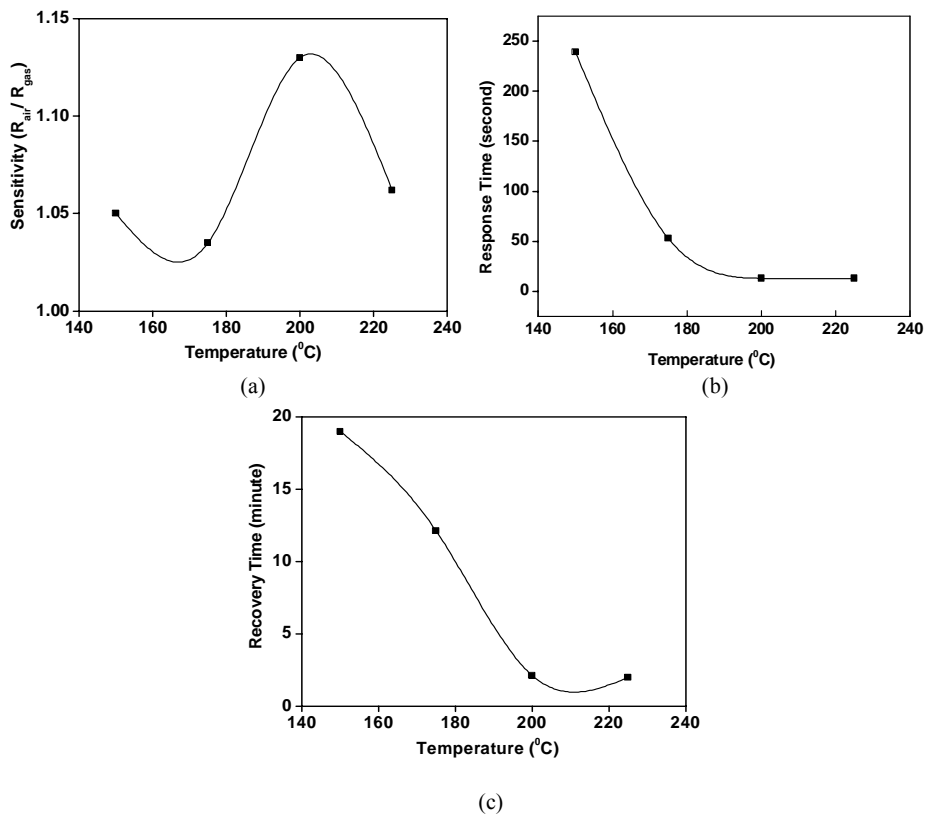 1.15
1.10
1.05
1.00
Sensitivity (R_air/ R_gas)
140 160 180 200 220 240
Temperature (⁰C)
(a)
250
200
150
100
50
0
Response Time (second)
140 160 180 200 220 240
Temperature (⁰C)
(b)
20
15
10
5
0
Recovery Time (minute)
140 160 180 200 220 240
Temperature (⁰C)
(c)